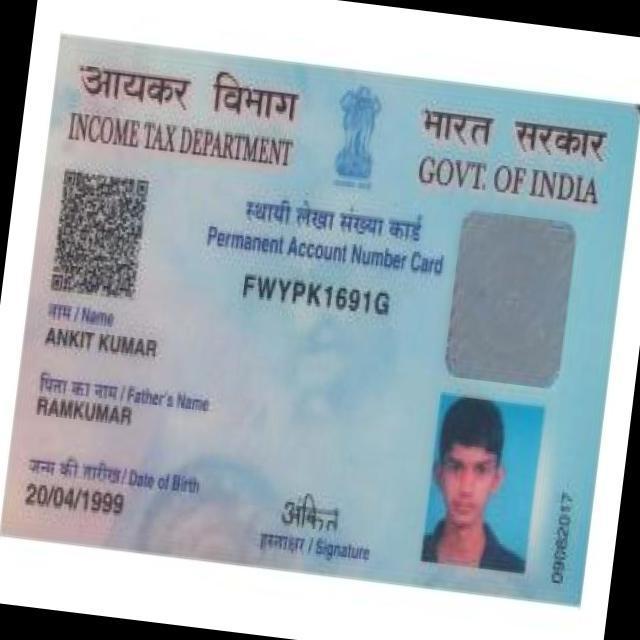 आयकर विभाग
INCOME TAX DEPARTMENT
भारत सरकार
GOVT. OF INDIA
स्थायी लेखा संख्या कार्ड
Permanent Account Number Card
FWYPK1691G
नाम / Name
ANKIT KUMAR
पिता का नाम / Father's Name
RAMKUMAR
जन्म की तारीख / Date of Birth
20/04/1999
अंकित
हस्ताक्षर / Signature